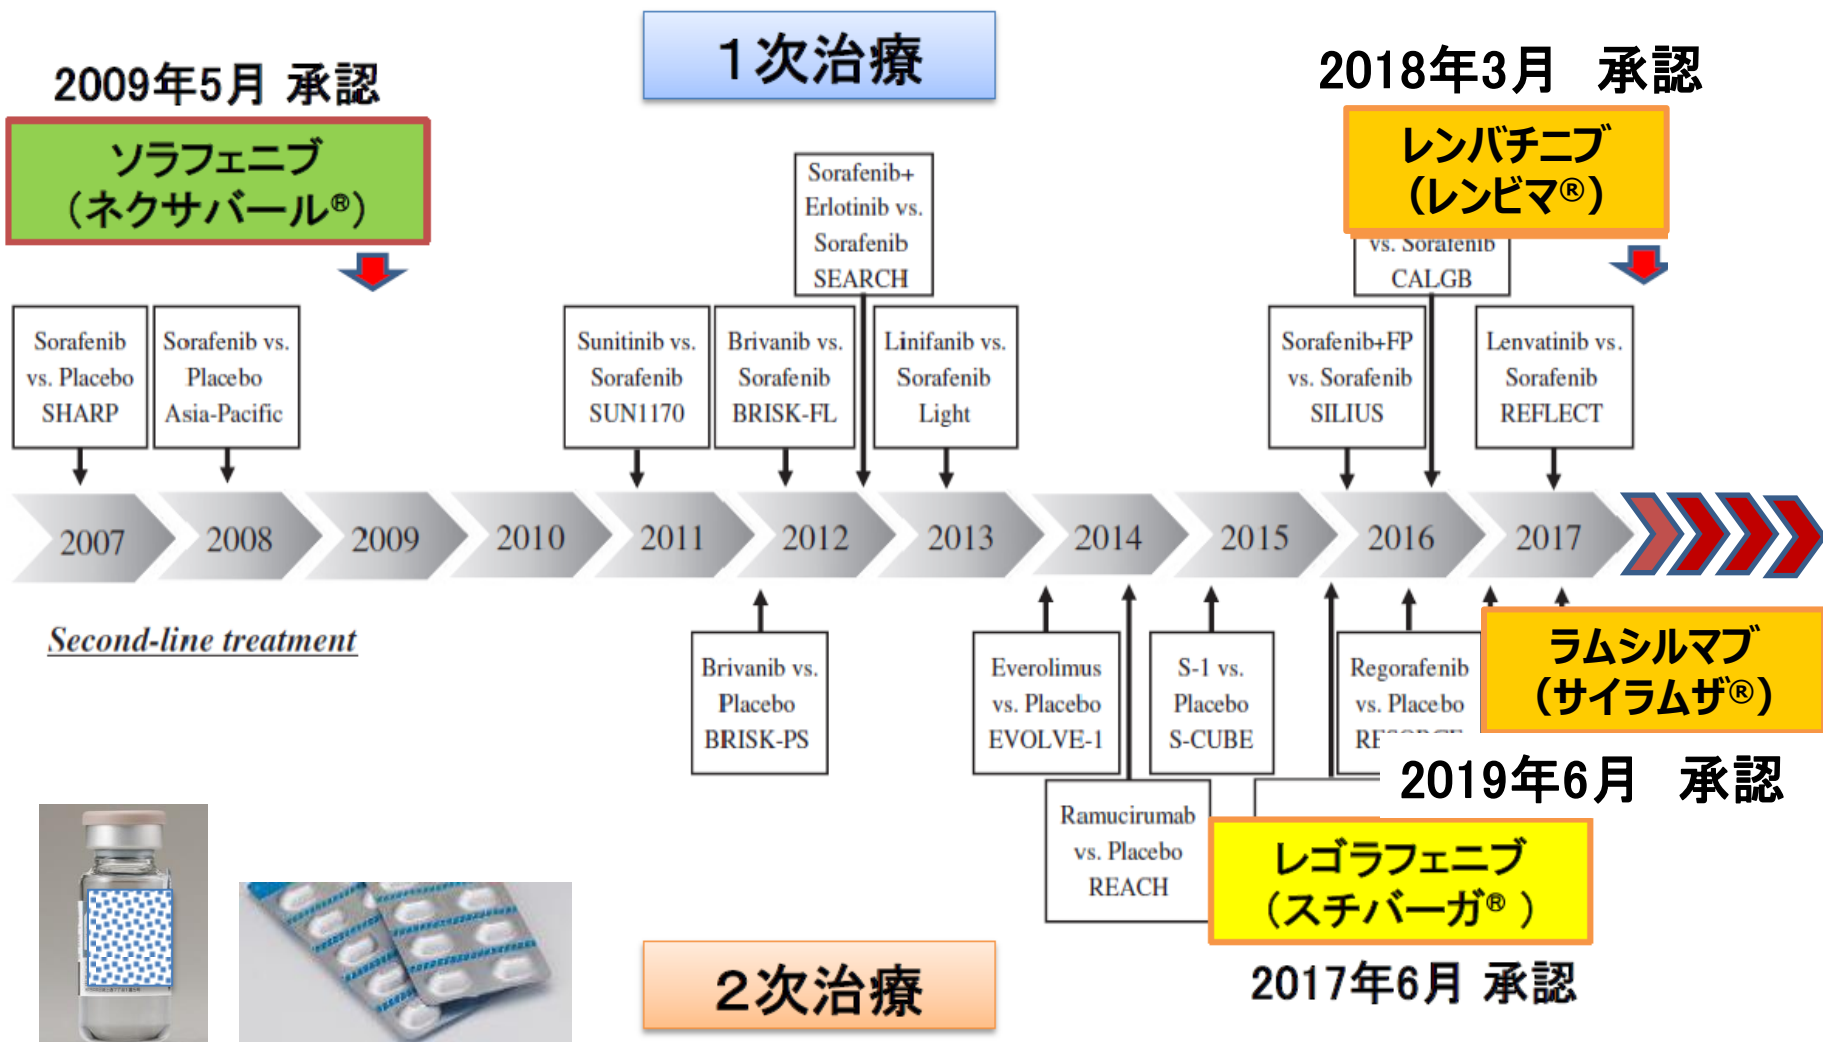 1次治療
2009年5月 承認
ソラフェニブ
（ネクサバール®）
2018年3月　承認
レンバチニブ
（レンビマ®）
Sorafenib+
Erlotinib vs.
Sorafenib
SEARCH
vs. Sorafenib
CALGB
Sorafenib
vs. Placebo
SHARP
Sorafenib vs.
Placebo
Asia-Pacific
Sunitinib vs.
Sorafenib
SUN1170
Brivanib vs.
Sorafenib
BRISK-FL
Linifanib vs.
Sorafenib
Light
Sorafenib+FP
vs. Sorafenib
SILIUS
Lenvatinib vs.
Sorafenib
REFLECT
2007
2008
2009
2010
2011
2012
2013
2014
2015
2016
2017
Second-line treatment
Brivanib vs.
Placebo
BRISK-PS
Everolimus
vs. Placebo
EVOLVE-1
S-1 vs.
Placebo
S-CUBE
Regorafenib
vs. Placebo
ラムシルマブ
（サイラムザ®）
2019年6月　承認
Ramucirumab
vs. Placebo
REACH
レゴラフェニブ
（スチバーガ® ）
2017年6月 承認
2次治療